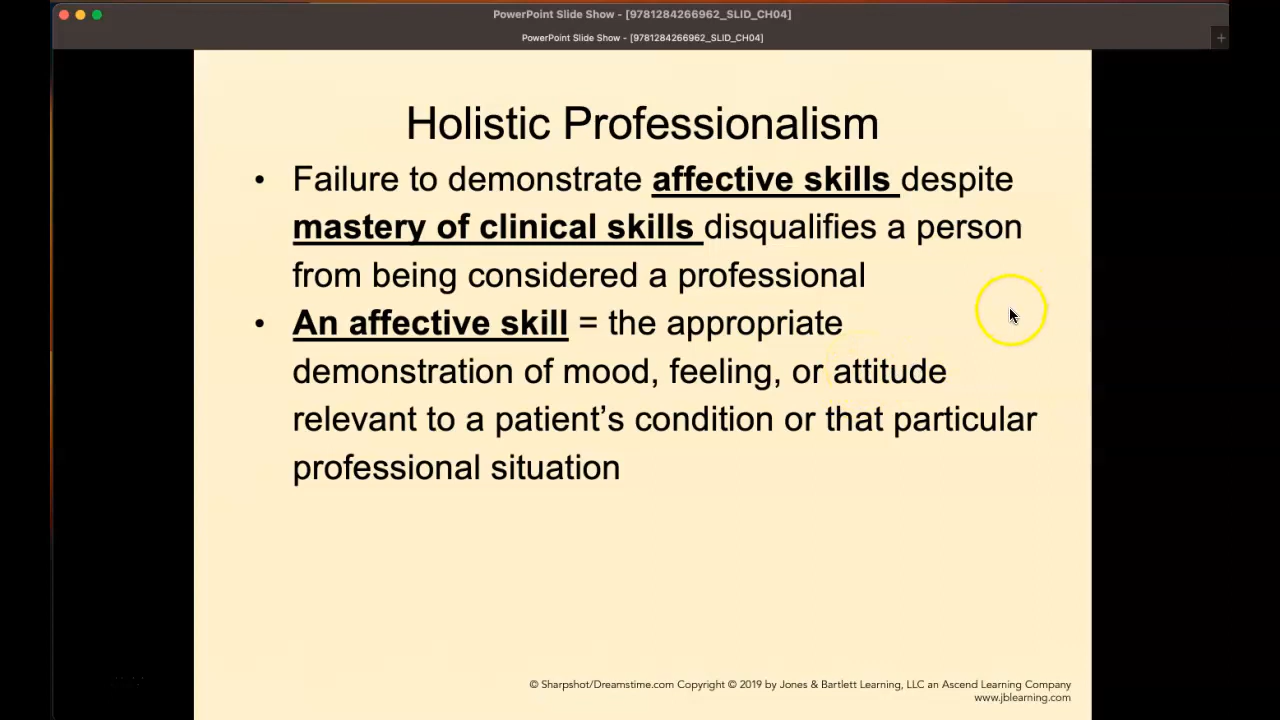 PowerPoint Slide Show - [9781284266962_SLID_CH04]
PowerPoint Slide Show - [9781284266962_SLID_CH04]
Holistic Professionalism
• Failure to demonstrate affective skills despite
mastery of clinical skills disqualifies a person
from being considered a professional
• An affective skill = the appropriate
demonstration of mood, feeling, or attitude
relevant to a patient’s condition or that particular
professional situation
© Sharpshot/Dreamstime.com Copyright © 2019 by Jones & Bartlett Learning, LLC an Ascend Learning Company
www.jblearning.com